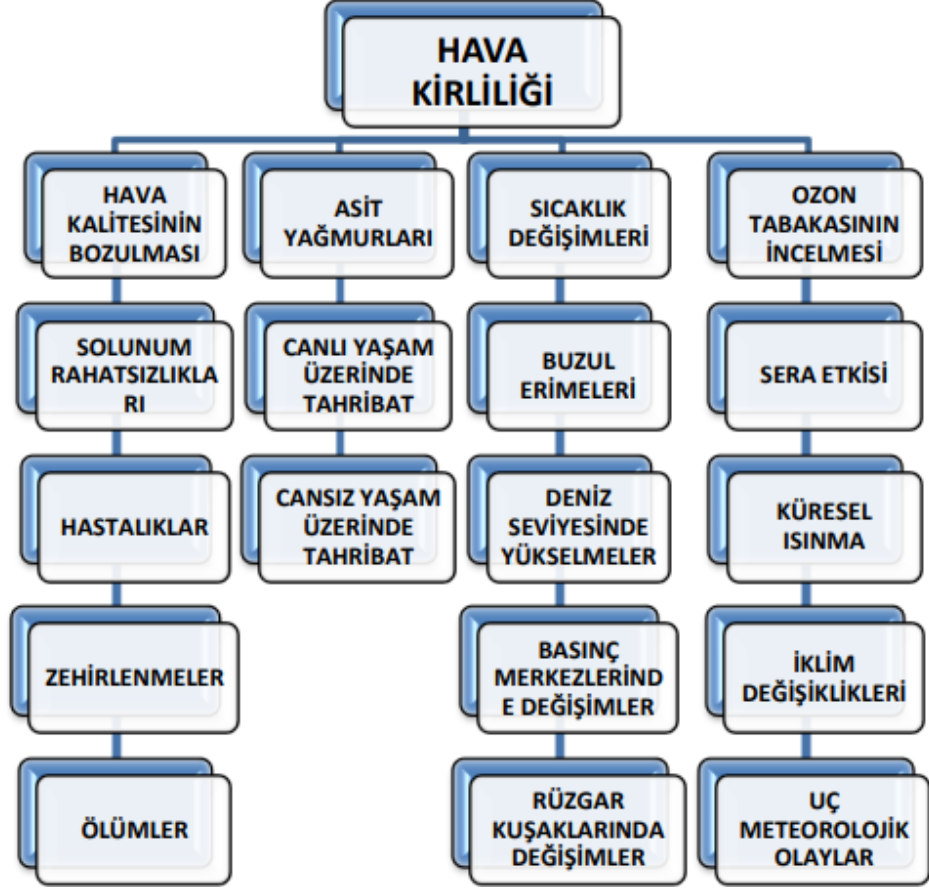 HAVA
KİRLİLİĞİ
HAVA
KALİTESİNİN
BOZULMASI
SOLUNUM
RAHATSIZLIKLA
RI
HASTALIKLAR
ZEHİRLENMELER
ÖLÜMLER
ASİT
YAĞMURLARI
CANLI YAŞAM
ÜZERİNDE
TAHRİBAT
CANSIZ YAŞAM
ÜZERİNDE
TAHRİBAT
SICAKLIK
DEĞİŞİMLERİ
BUZUL
ERİMELERİ
DENİZ
SEVİYESİNDE
YÜKSELMELER
BASINÇ
MERKEZLERİND
E DEĞİŞİMLER
RÜZGAR
KUŞAKLARINDA
DEĞİŞİMLER
OZON
TABAKASININ
İNCELMESİ
SERA ETKİSİ
KÜRESEL
ISINMA
İKLİM
DEĞİŞİKLİKLERİ
UÇ
METEOROLOJİK
OLAYLAR